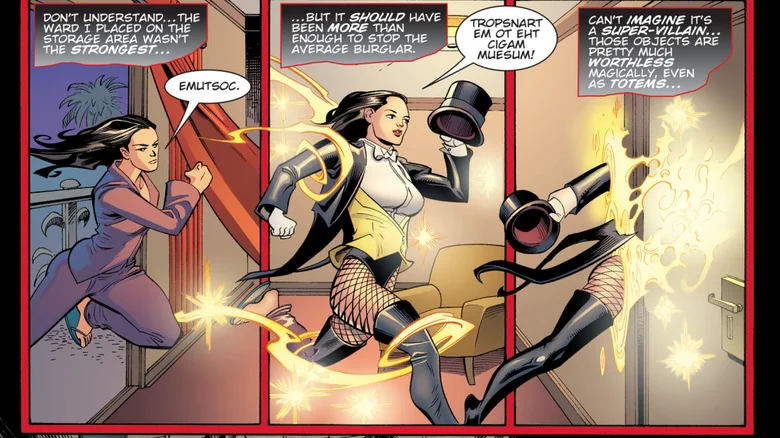 DON'T UNDERSTAND...THE
WARD I PLACED ON THE
STORAGE AREA WASN'T
THE STRONGEST...
EMUTSOC.
...BUT IT SHOULD HAVE
BEEN MORE THAN
ENOUGH TO STOP THE
AVERAGE BURGLAR.
TROPSNART
EM OT EHT
CIGAM
MUESUM!
CAN'T IMAGINE IT'S
A SUPER-VILLAIN...
THOSE OBJECTS ARE
PRETTY MUCH
WORTHLESS
MAGICALLY, EVEN
AS TOTEMS...